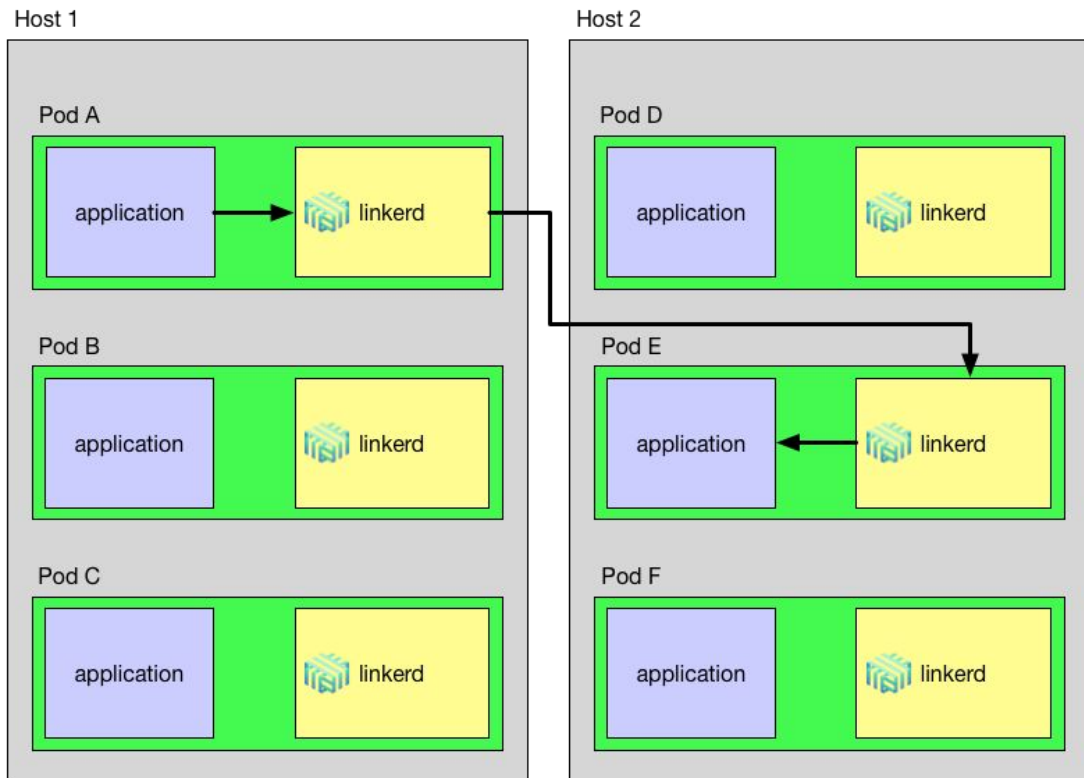 Host 1
Host 2
Pod A
Pod D
application
linkerd
application
linkerd
Pod B
Pod E
application
linkerd
application
linkerd
Pod C
Pod F
application
linkerd
application
linkerd